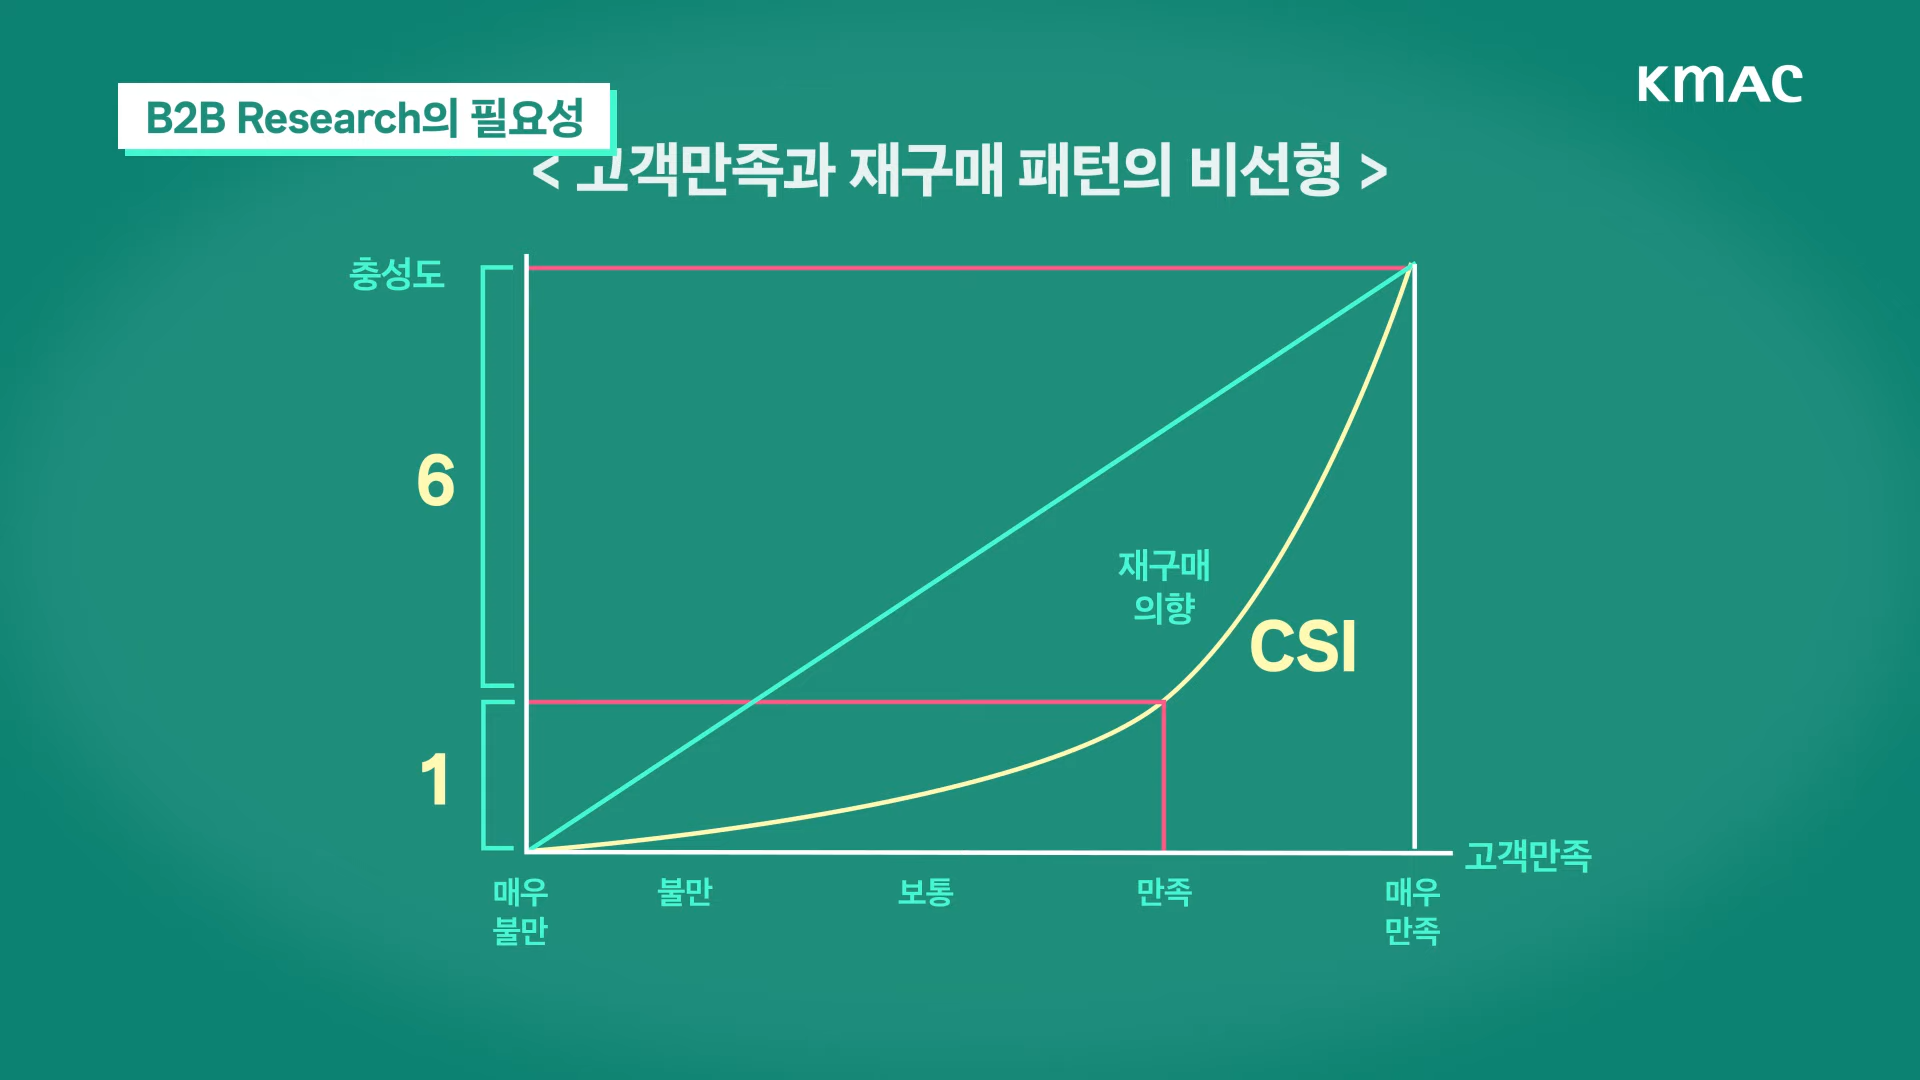 KMAC
B2B Research의 필요성
< 고객만족과 재구매 패턴의 비선형 >
충성도
6
재구매
의향
CSI
1
고객만족
매우
불만
불만
보통
만족
매우
만족